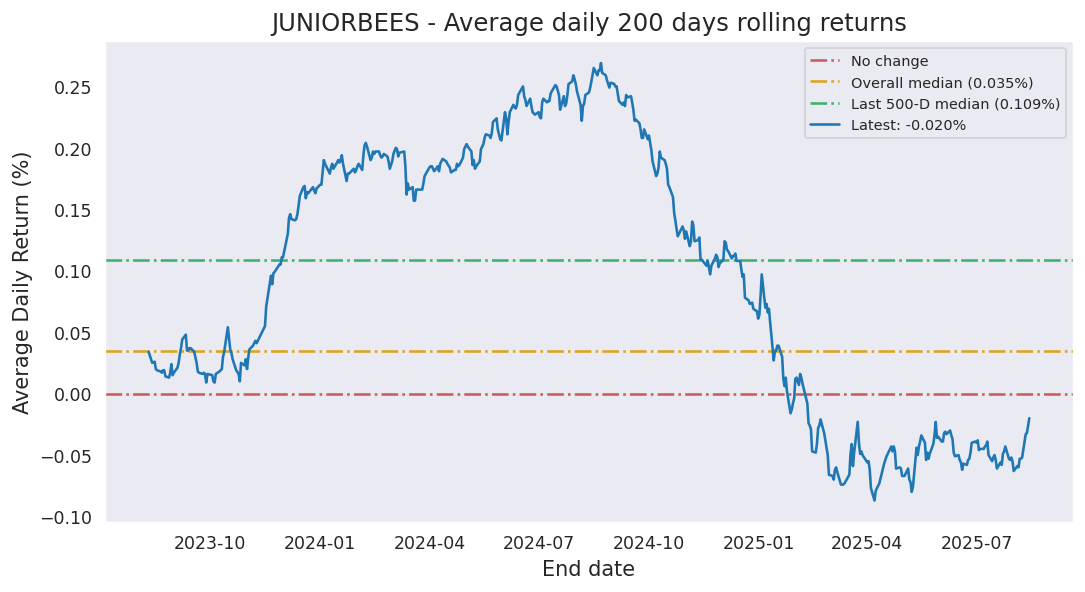 JUNIORBEES - Average daily 200 days rolling returns
No change
Overall median (0.035%)
Last 500-D median (0.109%)
Latest: -0.020%
Average Daily Return (%)
0.25
0.20
0.15
0.10
0.05
0.00
−0.05
−0.10
2023-10 2024-01 2024-04 2024-07 2024-10 2025-01 2025-04 2025-07
End date